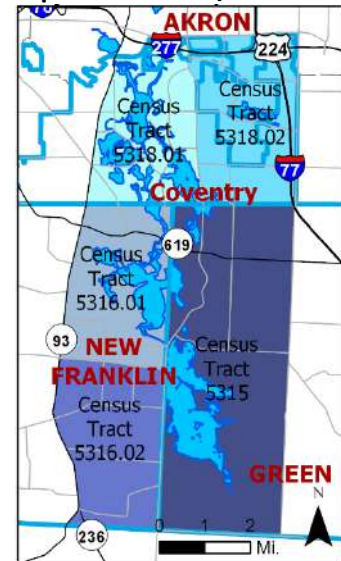 AKRON
76
277
224
Census
Tract
5318.01
Census
Tract
5318.02
77
Coventry
619
Census
Tract
5316.01
93
NEW
FRANKLIN
Census
Tract
5315
Census
Tract
5316.02
GREEN
N
0 1 2
Mi.
236